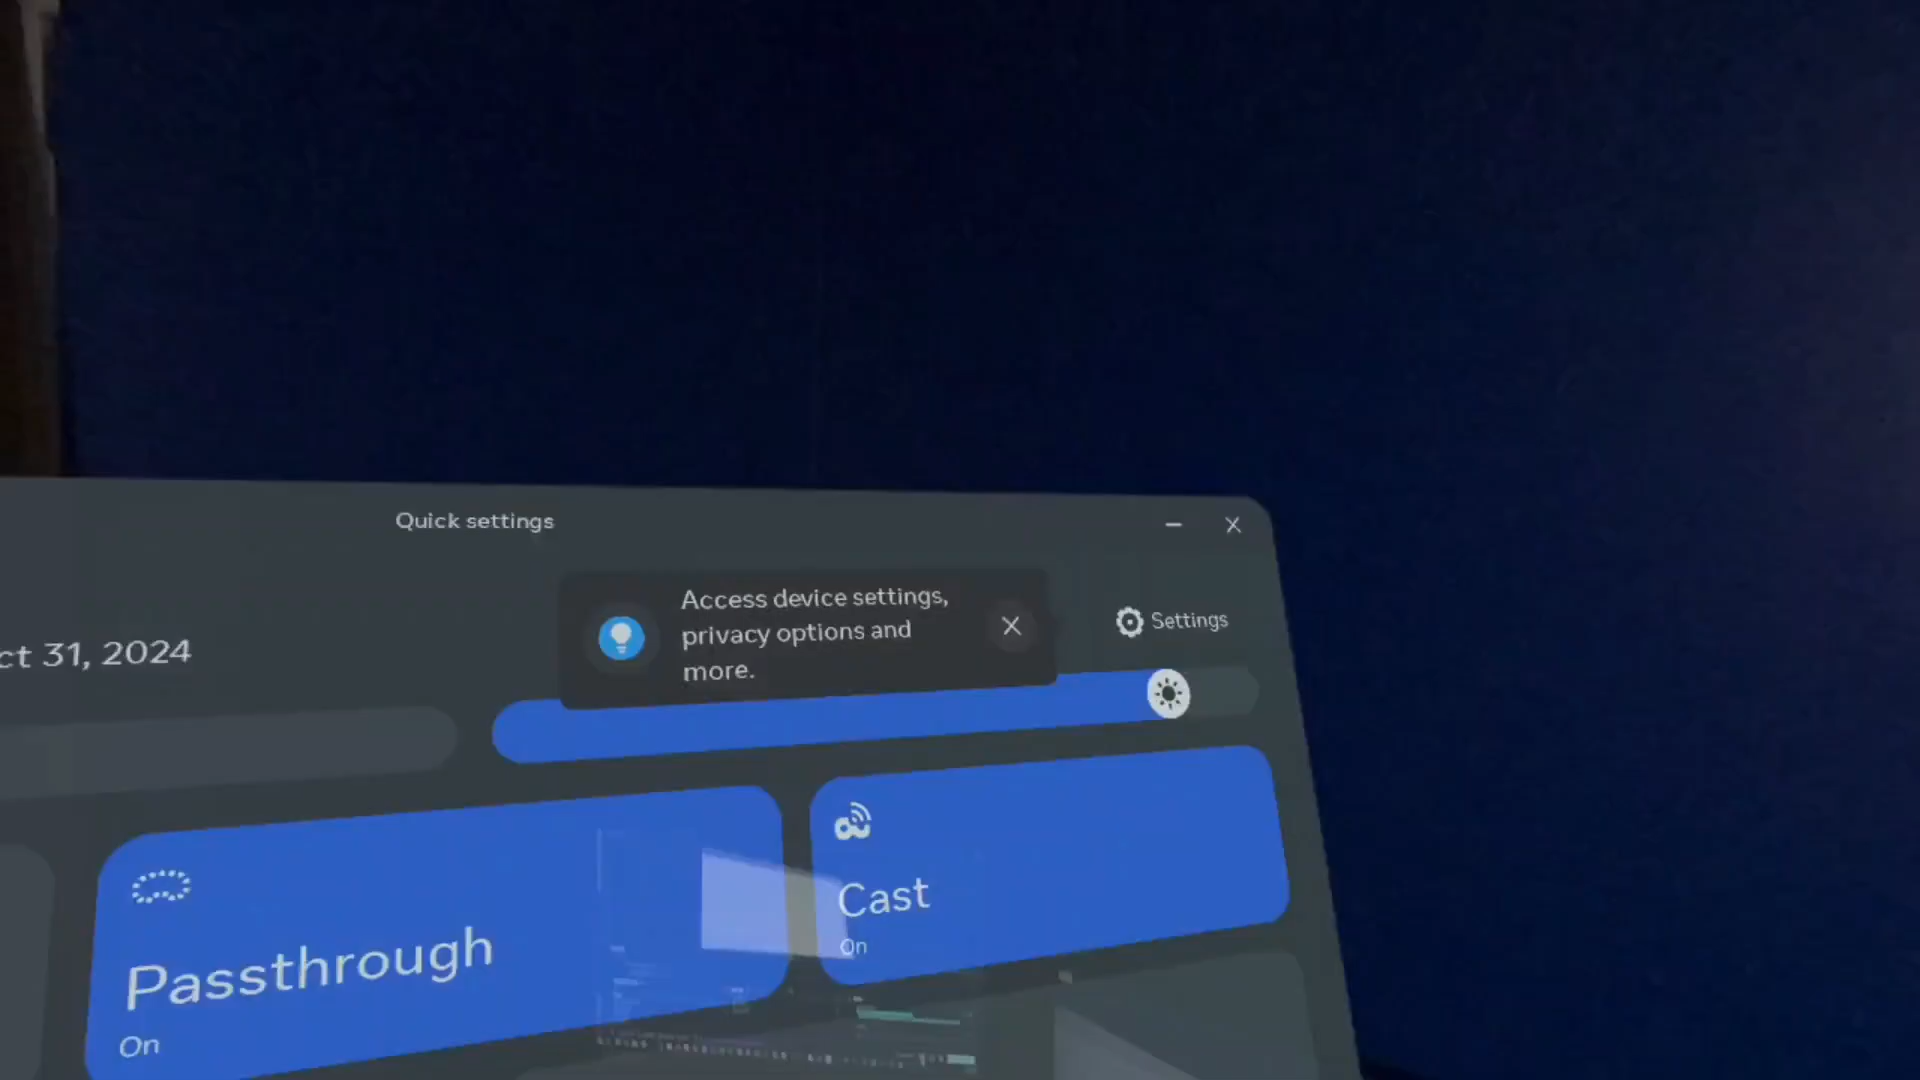 Quick settings
Access device settings,
privacy options and
more.
Settings
ct 31, 2024
Passthrough
On
Cast
On